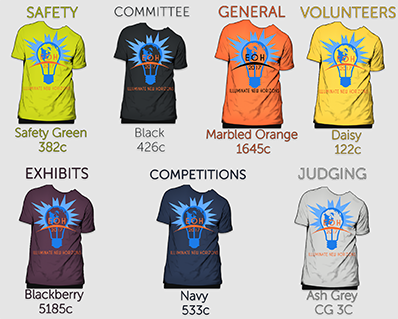 SAFETY
COMMITTEE
GENERAL
VOLUNTEERS
EOH
ILLUMINATE NEW HORIZONS
EOH
ILLUMINATE NEW HORIZONS
EOH
2017
ILLUMINATE NEW HORIZONS
EOH
ILLUMINATE NEW HORIZONS
Safety Green
382c
Black
426c
Marbled Orange
1645c
Daisy
122c
EXHIBITS
COMPETITIONS
JUDGING
EOH
ILLUMINATE NEW HORIZONS
EOH
ILLUMINATE NEW HORIZONS
EOH
ILLUMINATE NEW HORIZONS
Blackberry
5185c
Navy
533c
Ash Grey
CG 3C